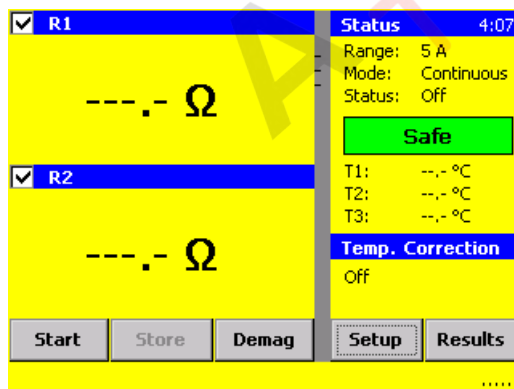 R1
---.- Ω
R2
---.- Ω
Start
Store
Demag
Status 4:07
Range: 5 A
Mode: Continuous
Status: Off
Safe
T1: --.- °C
T2: --.- °C
T3: --.- °C
Temp. Correction
Off
Setup
Results
.....